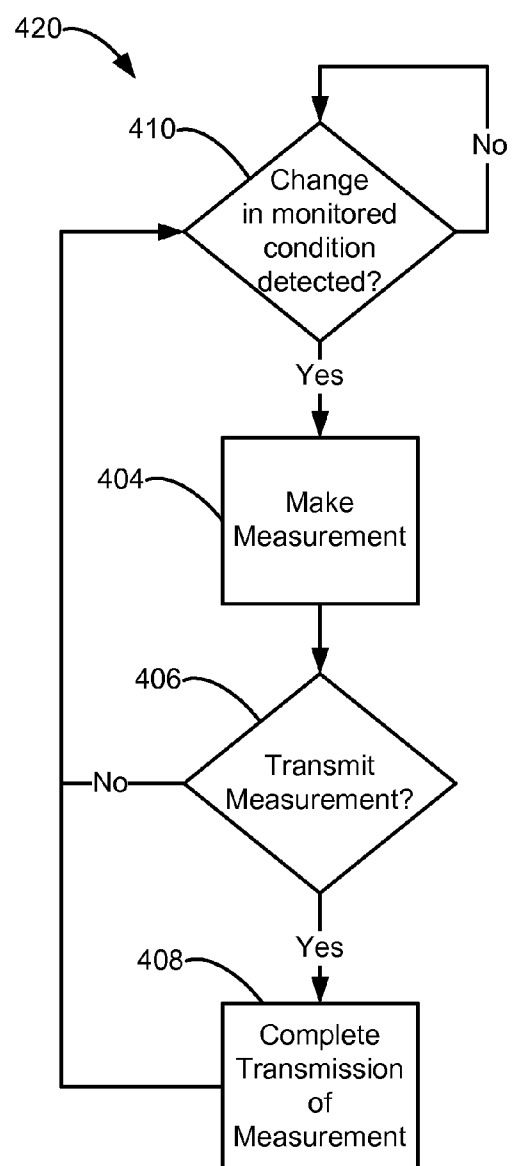 420
410
No
Change
in monitored
condition
detected?
Yes
404
Make
Measurement
406
Transmit
Measurement?
No
Yes
408
Complete
Transmission
of
Measurement